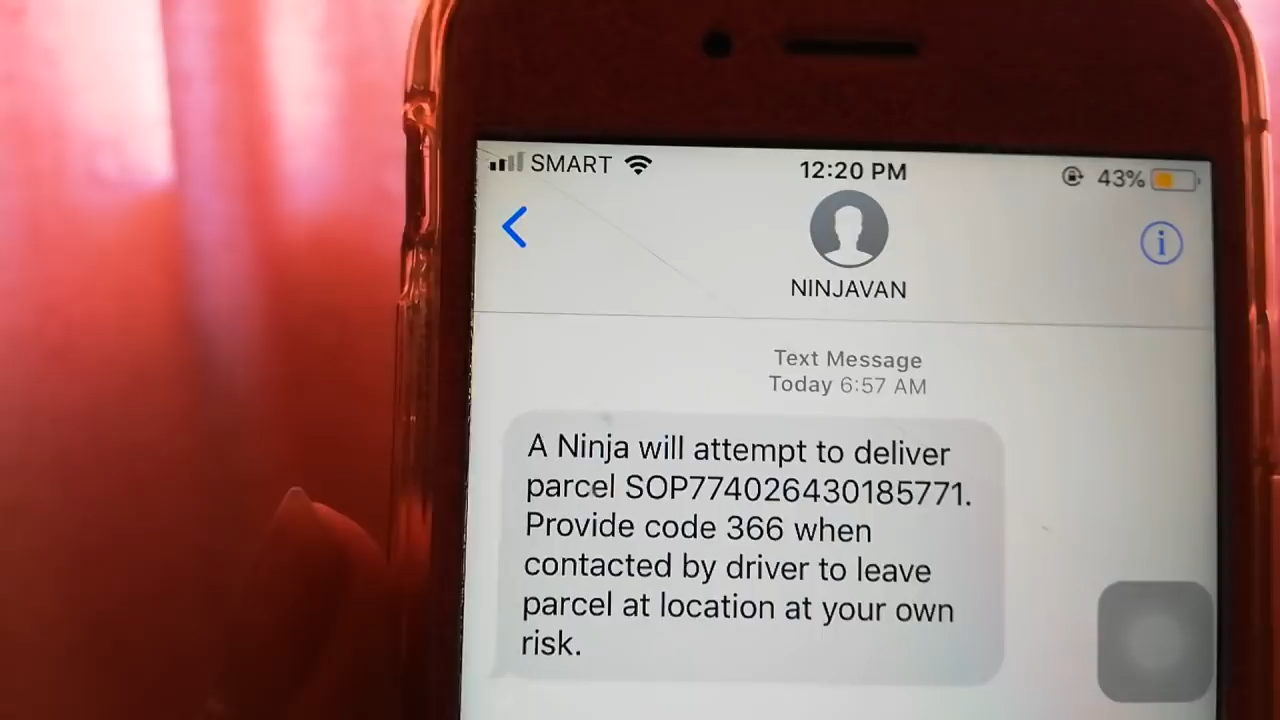 SMART 12:20 PM 43%
NINJAVAN
Text Message
Today 6:57 AM
A Ninja will attempt to deliver
parcel SOP774026430185771.
Provide code 366 when
contacted by driver to leave
parcel at location at your own
risk.